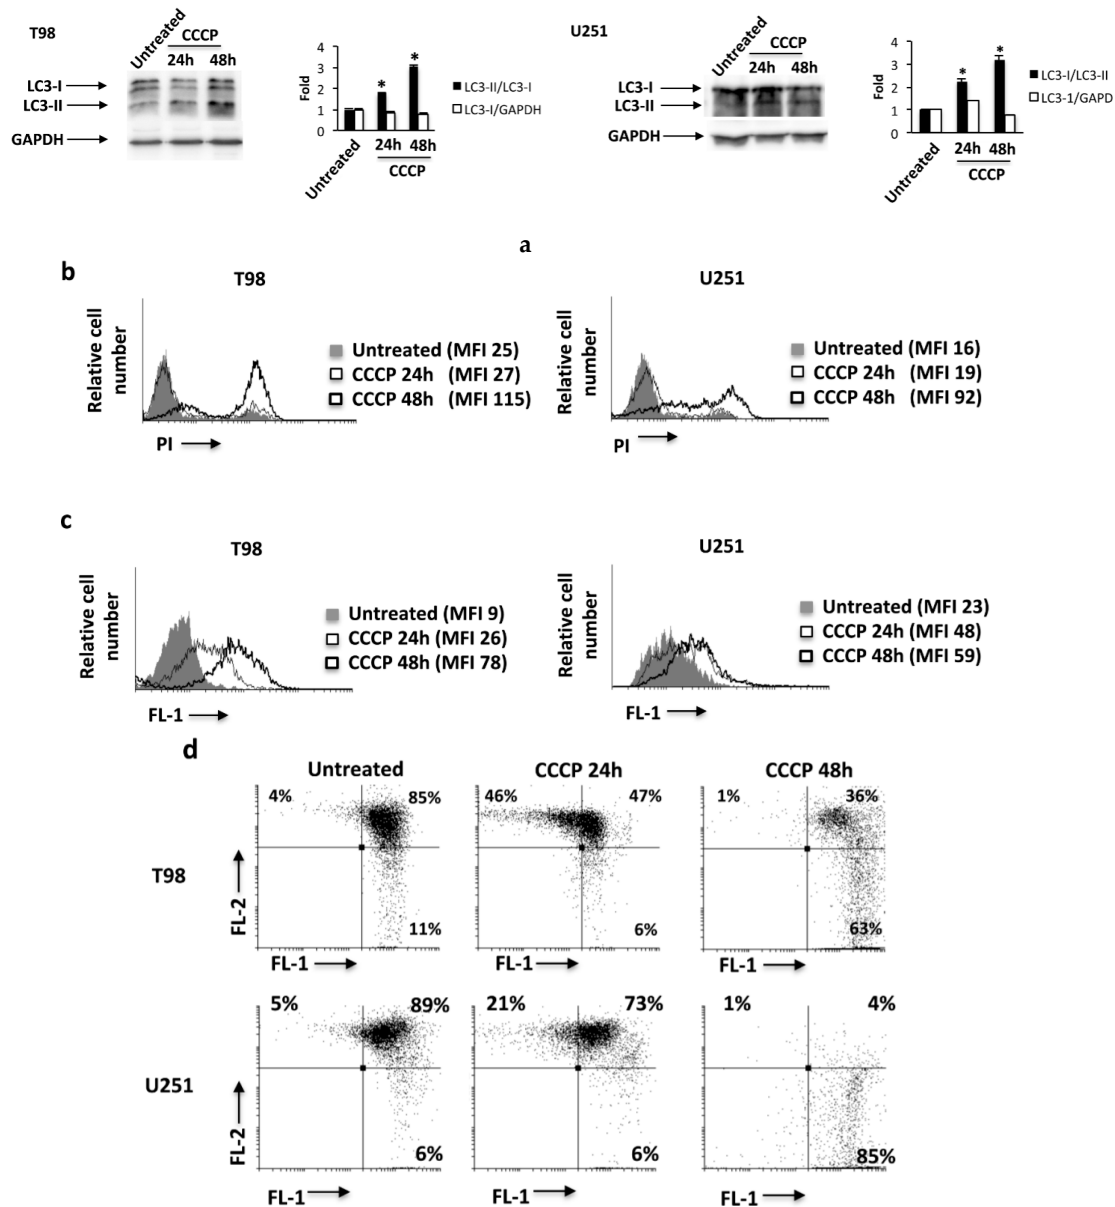 T98
Untreated
CCCP
24h 48h
LC3-I
LC3-II
GAPDH
Fold
4
3
2
1
0
*
*
LC3-II/LC3-I
LC3-I/GAPDH
Untreated
24h 48h
CCCP
U251
Untreated
CCCP
24h 48h
LC3-I
LC3-II
GAPDH
Fold
4
3
2
1
0
*
*
LC3-I/LC3-II
LC3-1/GAPD
Untreated
24h 48h
CCCP
a
b
T98
Relative cell
number
Untreated (MFI 25)
CCCP 24h (MFI 27)
CCCP 48h (MFI 115)
PI
U251
Relative cell
number
Untreated (MFI 16)
CCCP 24h (MFI 19)
CCCP 48h (MFI 92)
PI
c
T98
Relative cell
number
Untreated (MFI 9)
CCCP 24h (MFI 26)
CCCP 48h (MFI 78)
FL-1
U251
Relative cell
number
Untreated (MFI 23)
CCCP 24h (MFI 48)
CCCP 48h (MFI 59)
FL-1
d
Untreated CCCP 24h CCCP 48h
T98
FL-2
4% 85%
11%
46% 47%
6%
1% 36%
63%
FL-1 FL-1 FL-1
U251
FL-2
5% 89%
6%
21% 73%
6%
1% 4%
85%
FL-1 FL-1 FL-1